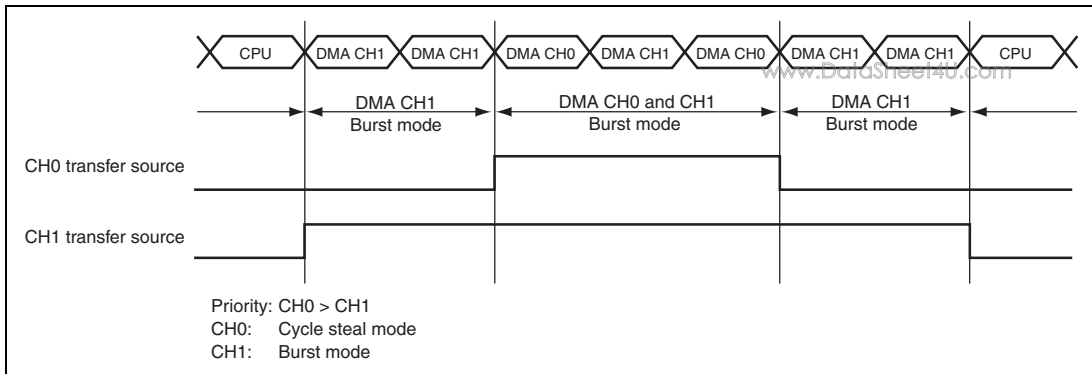 CPU DMA CH1 DMA CH1 DMA CH0 DMA CH1 DMA CH0 DMA CH1 DMA CH1 CPU
www.DataSheet4U.com
DMA CH1 DMA CH0 and CH1 DMA CH1
Burst mode Burst mode Burst mode
CH0 transfer source
CH1 transfer source
Priority: CH0 > CH1
CH0: Cycle steal mode
CH1: Burst mode